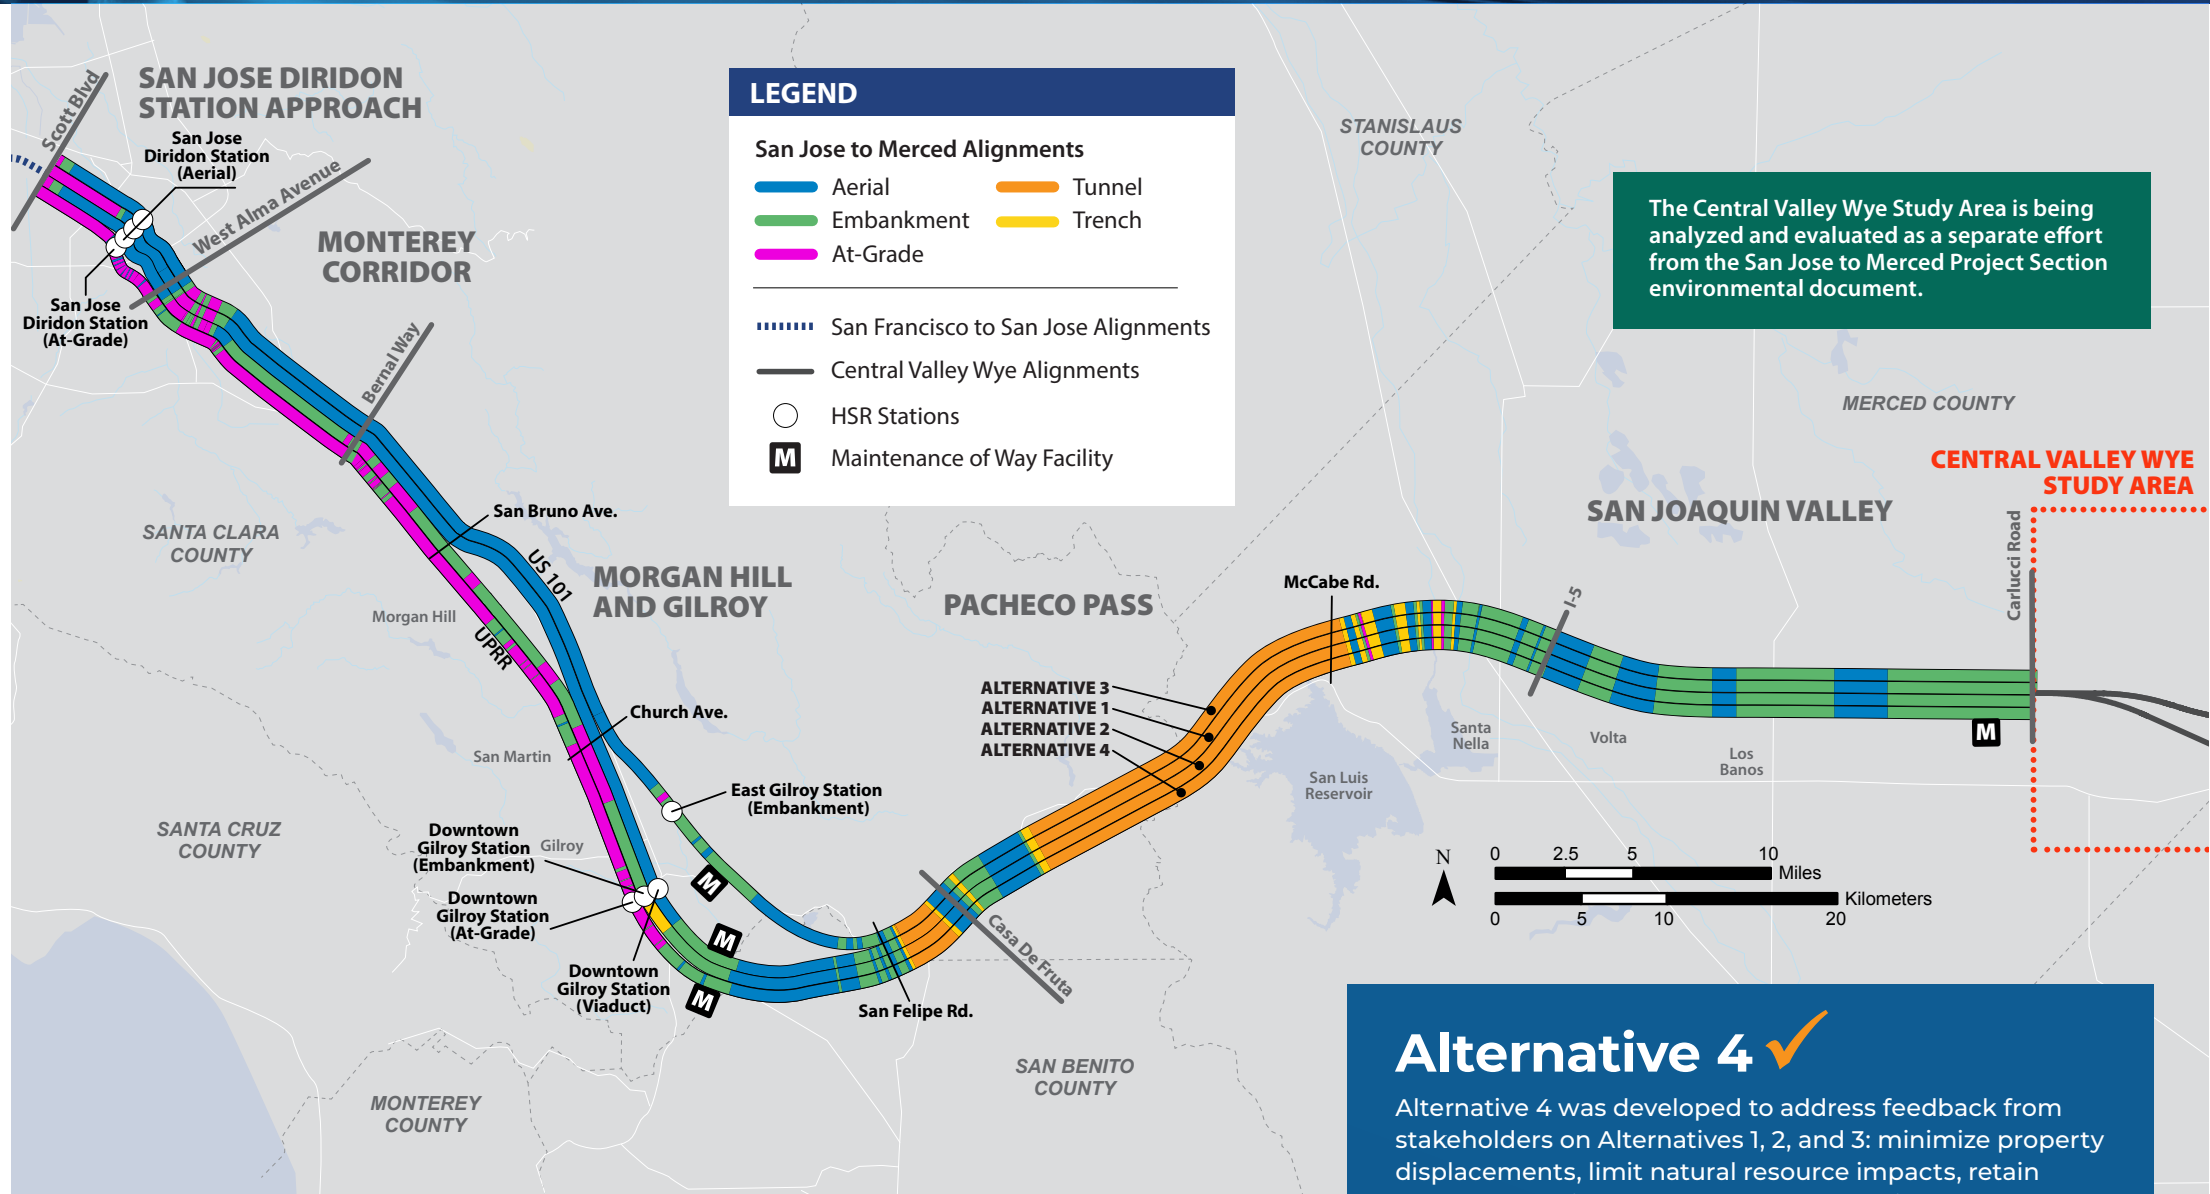 SAN JOSE DIRIDON
STATION APPROACH
Scott Blvd
San Jose
Diridon Station
(Aerial)
West Alma Avenue
MONTEREY
CORRIDOR
San Jose
Diridon Station
(At-Grade)
Bernal Way
LEGEND
San Jose to Merced Alignments
Aerial
Embankment
At-Grade
Tunnel
Trench
San Francisco to San Jose Alignments
Central Valley Wye Alignments
HSR Stations
M
Maintenance of Way Facility
STANISLAUS
COUNTY
The Central Valley Wye Study Area is being
analyzed and evaluated as a separate effort
from the San Jose to Merced Project Section
environmental document.
MERCED COUNTY
CENTRAL VALLEY WYE
STUDY AREA
SAN JOAQUIN VALLEY
Carlucci Road
SANTA CLARA
COUNTY
San Bruno Ave.
US 101
MORGAN HILL
AND GILROY
Morgan Hill
UPRR
PACHECO PASS
McCabe Rd.
I-5
ALTERNATIVE 3
ALTERNATIVE 1
ALTERNATIVE 2
ALTERNATIVE 4
Church Ave.
San Martin
Santa
Nella
Volta
Los
Banos
M
San Luis
Reservoir
East Gilroy Station
(Embankment)
SANTA CRUZ
COUNTY
Downtown
Gilroy Station
(Embankment)
Gilroy
M
Downtown
Gilroy Station
(At-Grade)
M
Downtown
Gilroy Station
(Viaduct)
M
Casa De Fruta
San Felipe Rd.
N
0 2.5 5 10
Miles
Kilometers
0 5 10 20
SAN BENITO
COUNTY
MONTEREY
COUNTY
Alternative 4
Alternative 4 was developed to address feedback from
stakeholders on Alternatives 1, 2, and 3: minimize property
displacements, limit natural resource impacts, retain